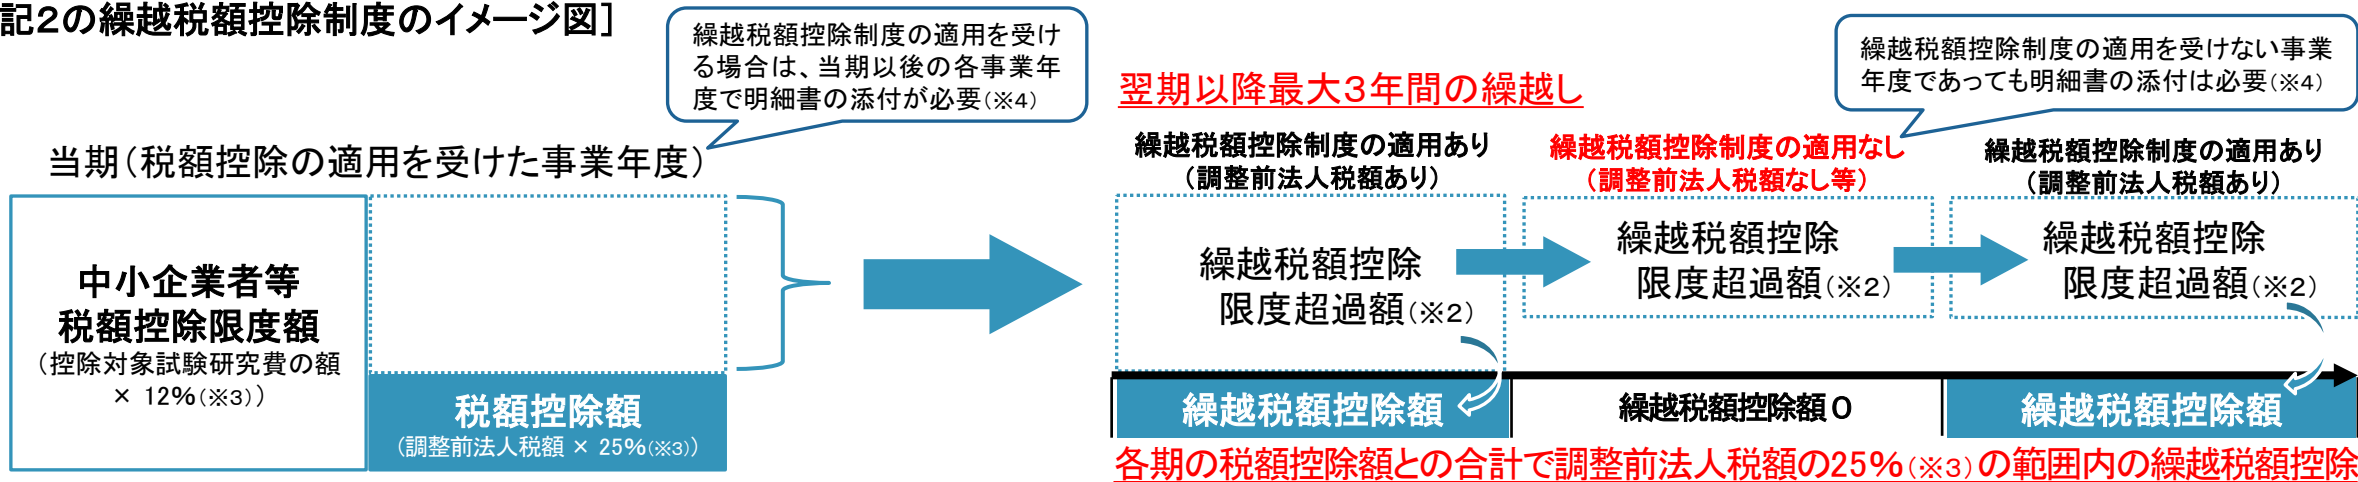 記2の繰越税額控除制度のイメージ図]
繰越税額控除制度の適用を受け
る場合は、当期以後の各事業年
度で明細書の添付が必要(※4)
繰越税額控除制度の適用を受けない事業
年度であっても明細書の添付は必要(※4)
翌期以降最大3年間の繰越し
当期(税額控除の適用を受けた事業年度)
繰越税額控除制度の適用あり
(調整前法人税額あり)
繰越税額控除制度の適用なし
(調整前法人税額なし等)
繰越税額控除制度の適用あり
(調整前法人税額あり)
中小企業者等
税額控除限度額
(控除対象試験研究費の額
× 12%(※3))
税額控除額
(調整前法人税額 × 25%(※3))
繰越税額控除
限度超過額(※2)
繰越税額控除
限度超過額(※2)
繰越税額控除
限度超過額(※2)
繰越税額控除額
繰越税額控除額0
繰越税額控除額
各期の税額控除額との合計で調整前法人税額の25%(※3)の範囲内の繰越税額控除